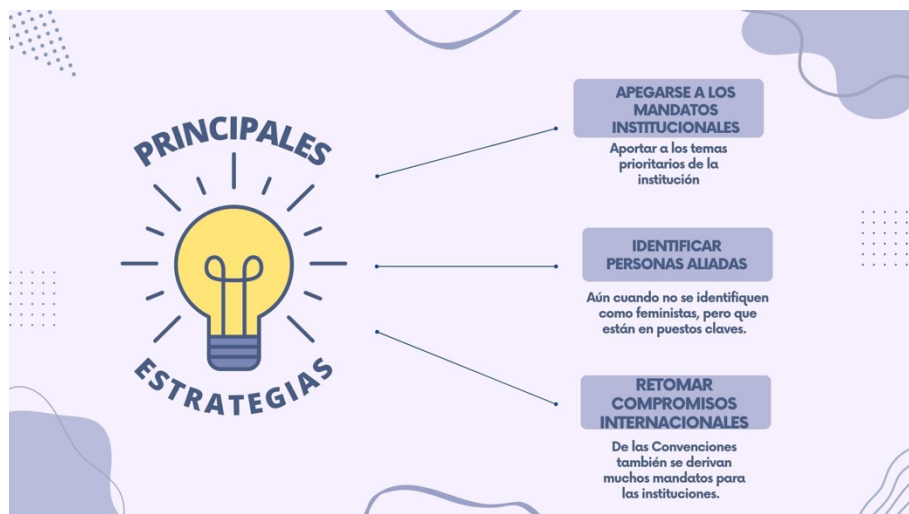 PRINCIPALES
ESTRATEGIAS
APEGARSE A LOS
MANDATOS
INSTITUCIONALES
Aportar a los temas
prioritarios de la
institución
IDENTIFICAR
PERSONAS ALIADAS
Aún cuando no se identifiquen
como feministas, pero que
están en puestos claves.
RETOMAR
COMPROMISOS
INTERNACIONALES
De las Convenciones
también se derivan
muchos mandatos para
las instituciones.